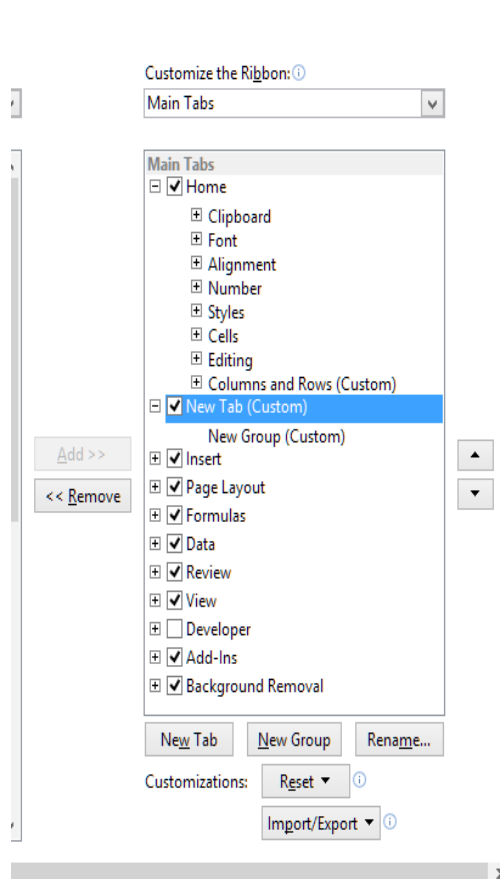 Customize the Ribbon:
Main Tabs
Main Tabs
Home
Clipboard
Font
Alignment
Number
Styles
Cells
Editing
Columns and Rows (Custom)
New Tab (Custom)
New Group (Custom)
Add >>
Insert
<< Remove
Page Layout
Formulas
Data
Review
View
Developer
Add-Ins
Background Removal
New Tab New Group Rename...
Customizations: Reset
Import/Export